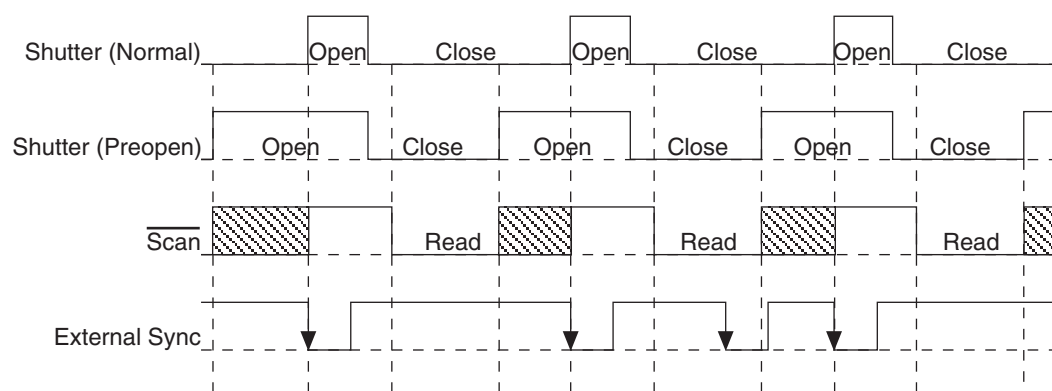 Shutter (Normal) Open Close Open Close Open Close
Shutter (Preopen) Open Close Open Close Open Close
Scan Read Read Read
External Sync